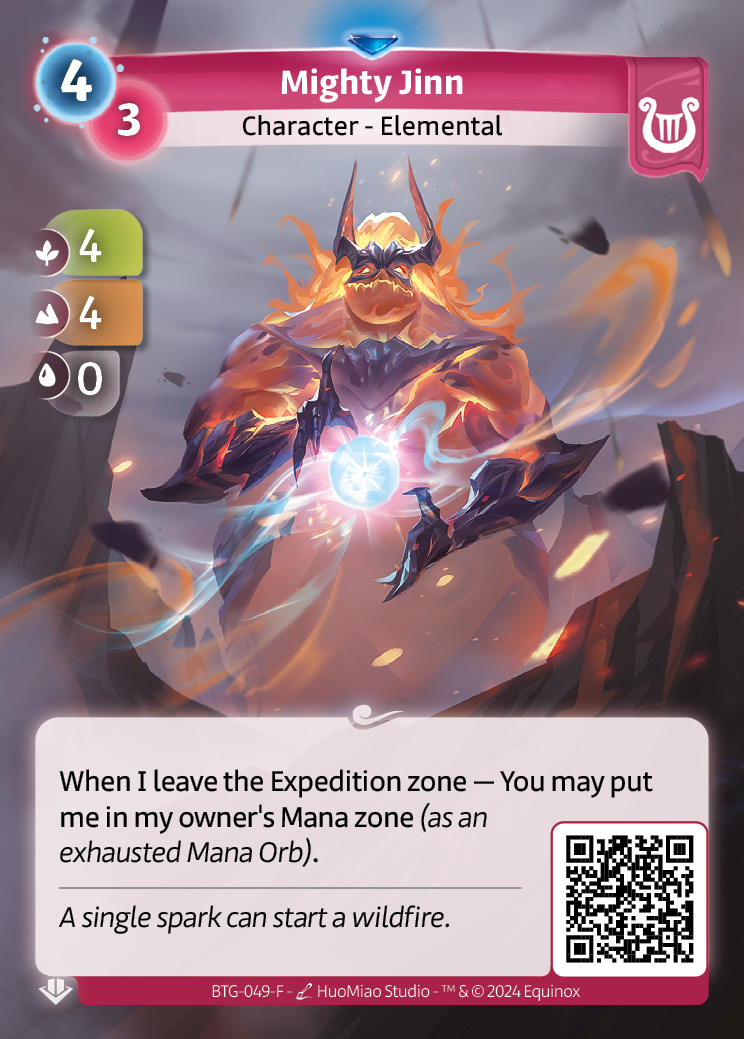 4
Mighty Jinn
3
Character - Elemental
4
4
0
When I leave the Expedition zone — You may put
me in my owner's Mana zone (as an
exhausted Mana Orb).
A single spark can start a wildfire.
BTG-049-F - HuoMiao Studio - ™ & © 2024 Equinox